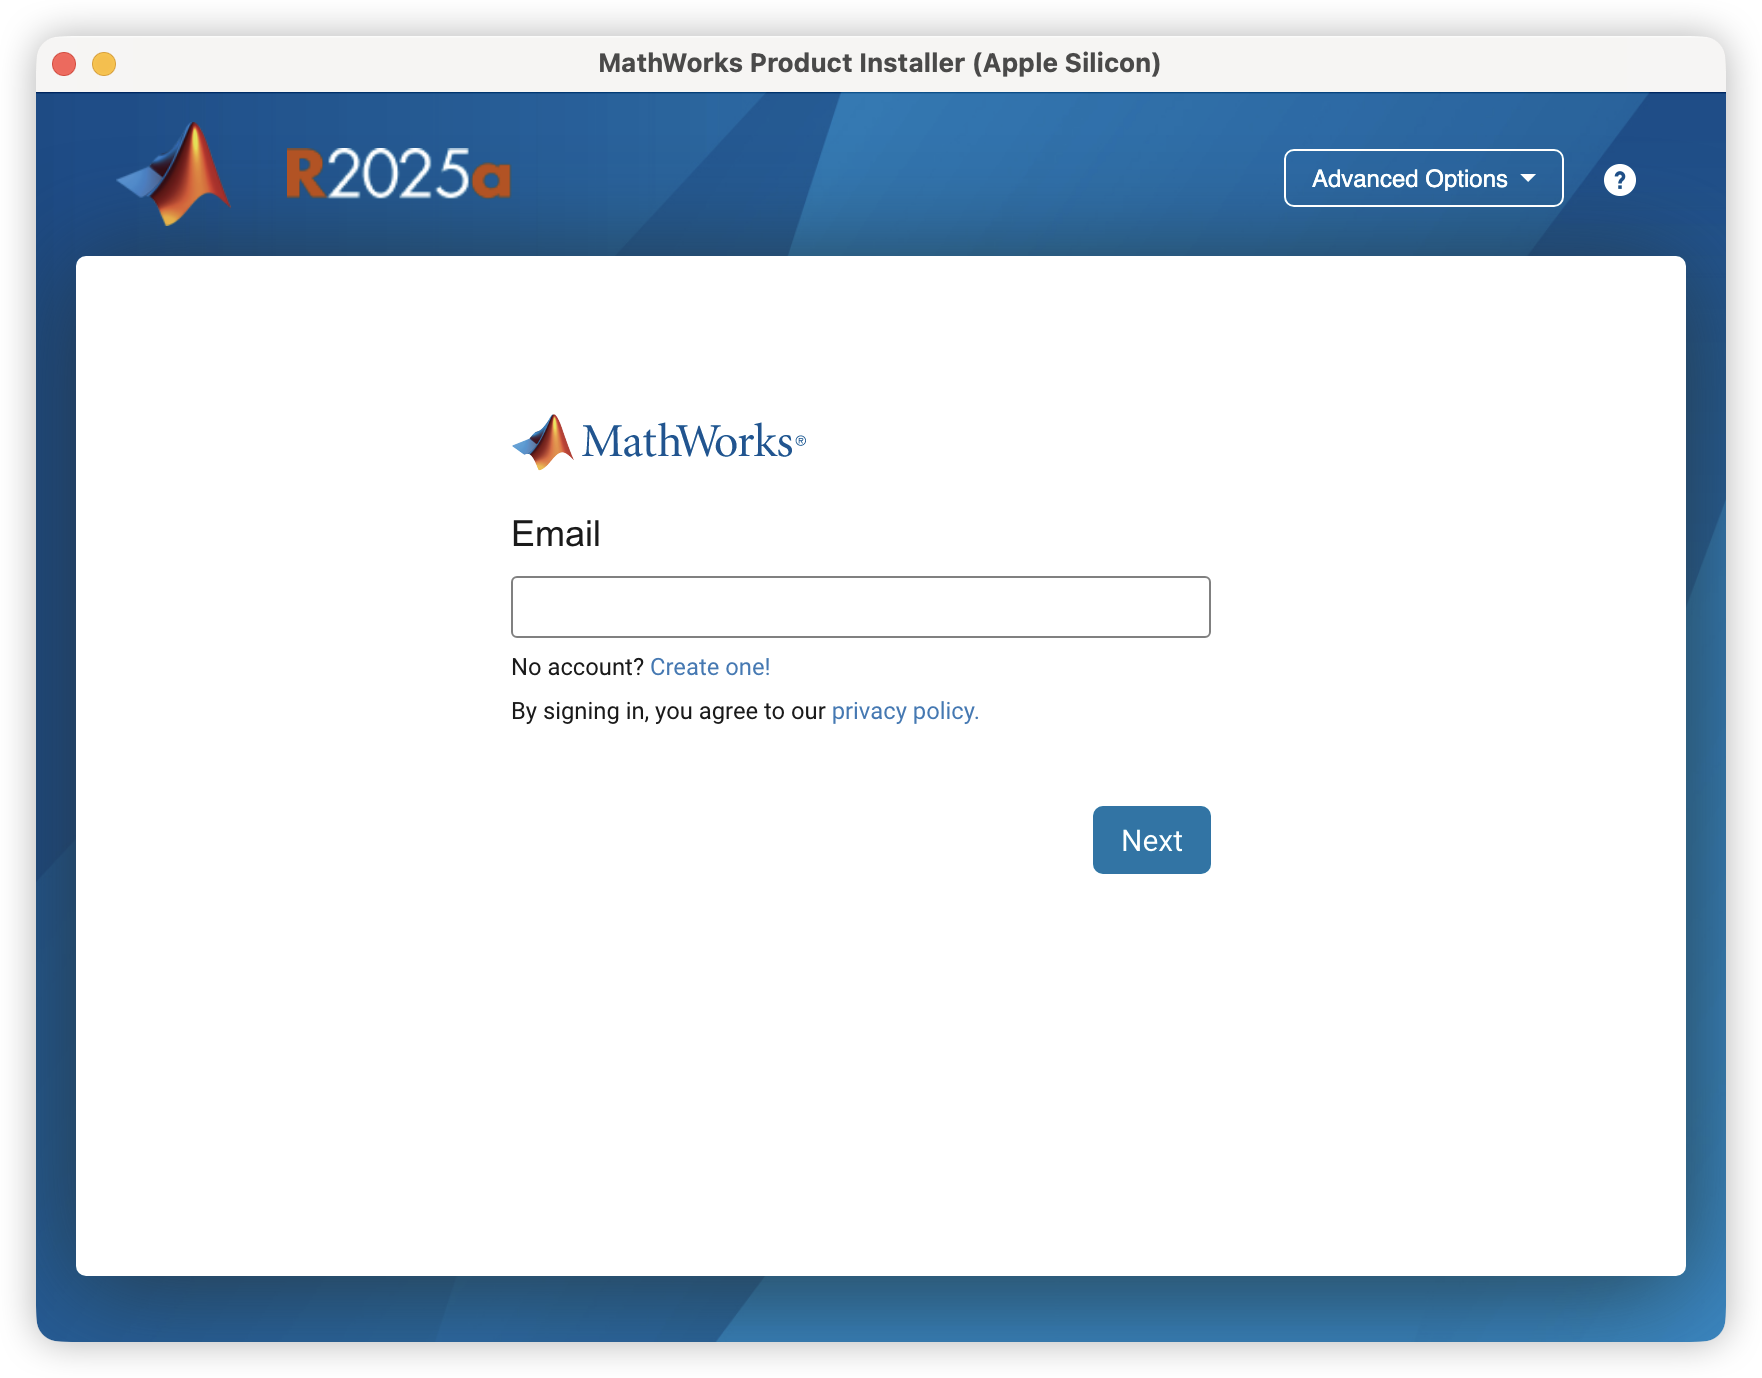 MathWorks Product Installer (Apple Silicon)
R2025a
Advanced Options
?
MathWorks®
Email
No account? Create one!
By signing in, you agree to our privacy policy.
Next